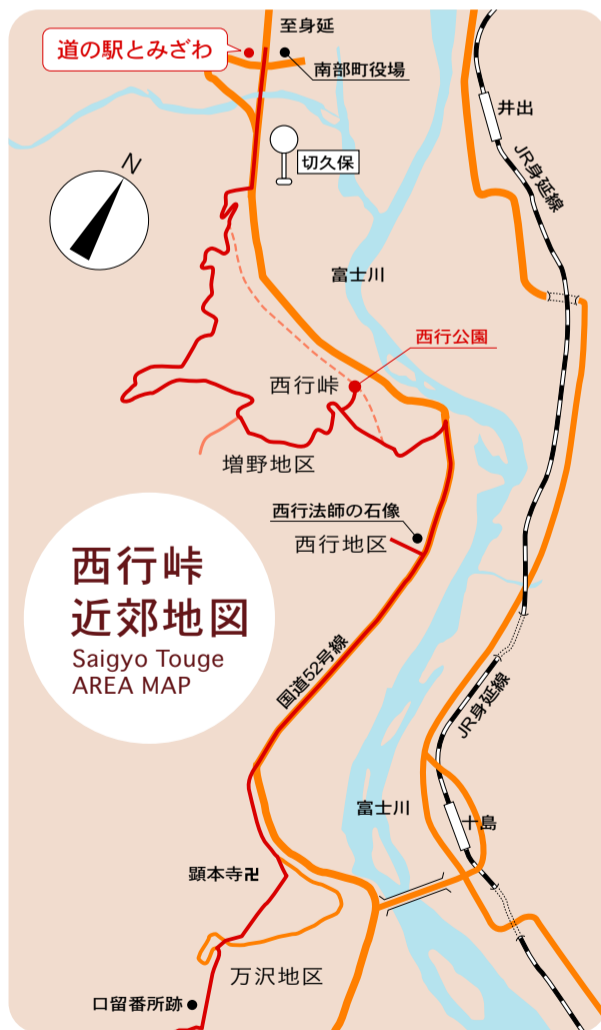 至身延
道の駅とみざわ
南部町役場
井出
N
切久保
JR身延線
富士川
西行公園
西行峠
増野地区
西行法師の石像
西行地区
西行峠
近郊地図
Saigyo Touge
AREA MAP
国道52号線
JR身延線
富士川
十島
顕本寺卍
万沢地区
口留番所跡